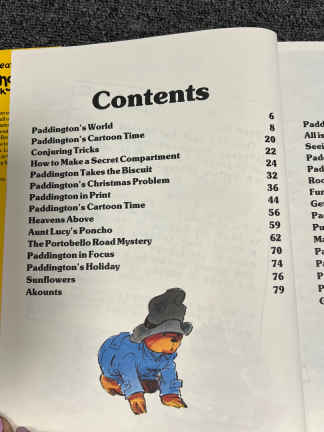 Contents
Paddington's World 6
Paddington's Cartoon Time 8
Conjuring Tricks 20
How to Make a Secret Compartment 22
Paddington Takes the Biscuit 24
Paddington's Christmas Problem 32
Paddington in Print 36
Paddington's Cartoon Time 44
Heavens Above 56
Aunt Lucy's Poncho 59
The Portobello Road Mystery 62
Paddington in Focus 70
Paddington's Holiday 74
Sunflowers 76
Akounts 79